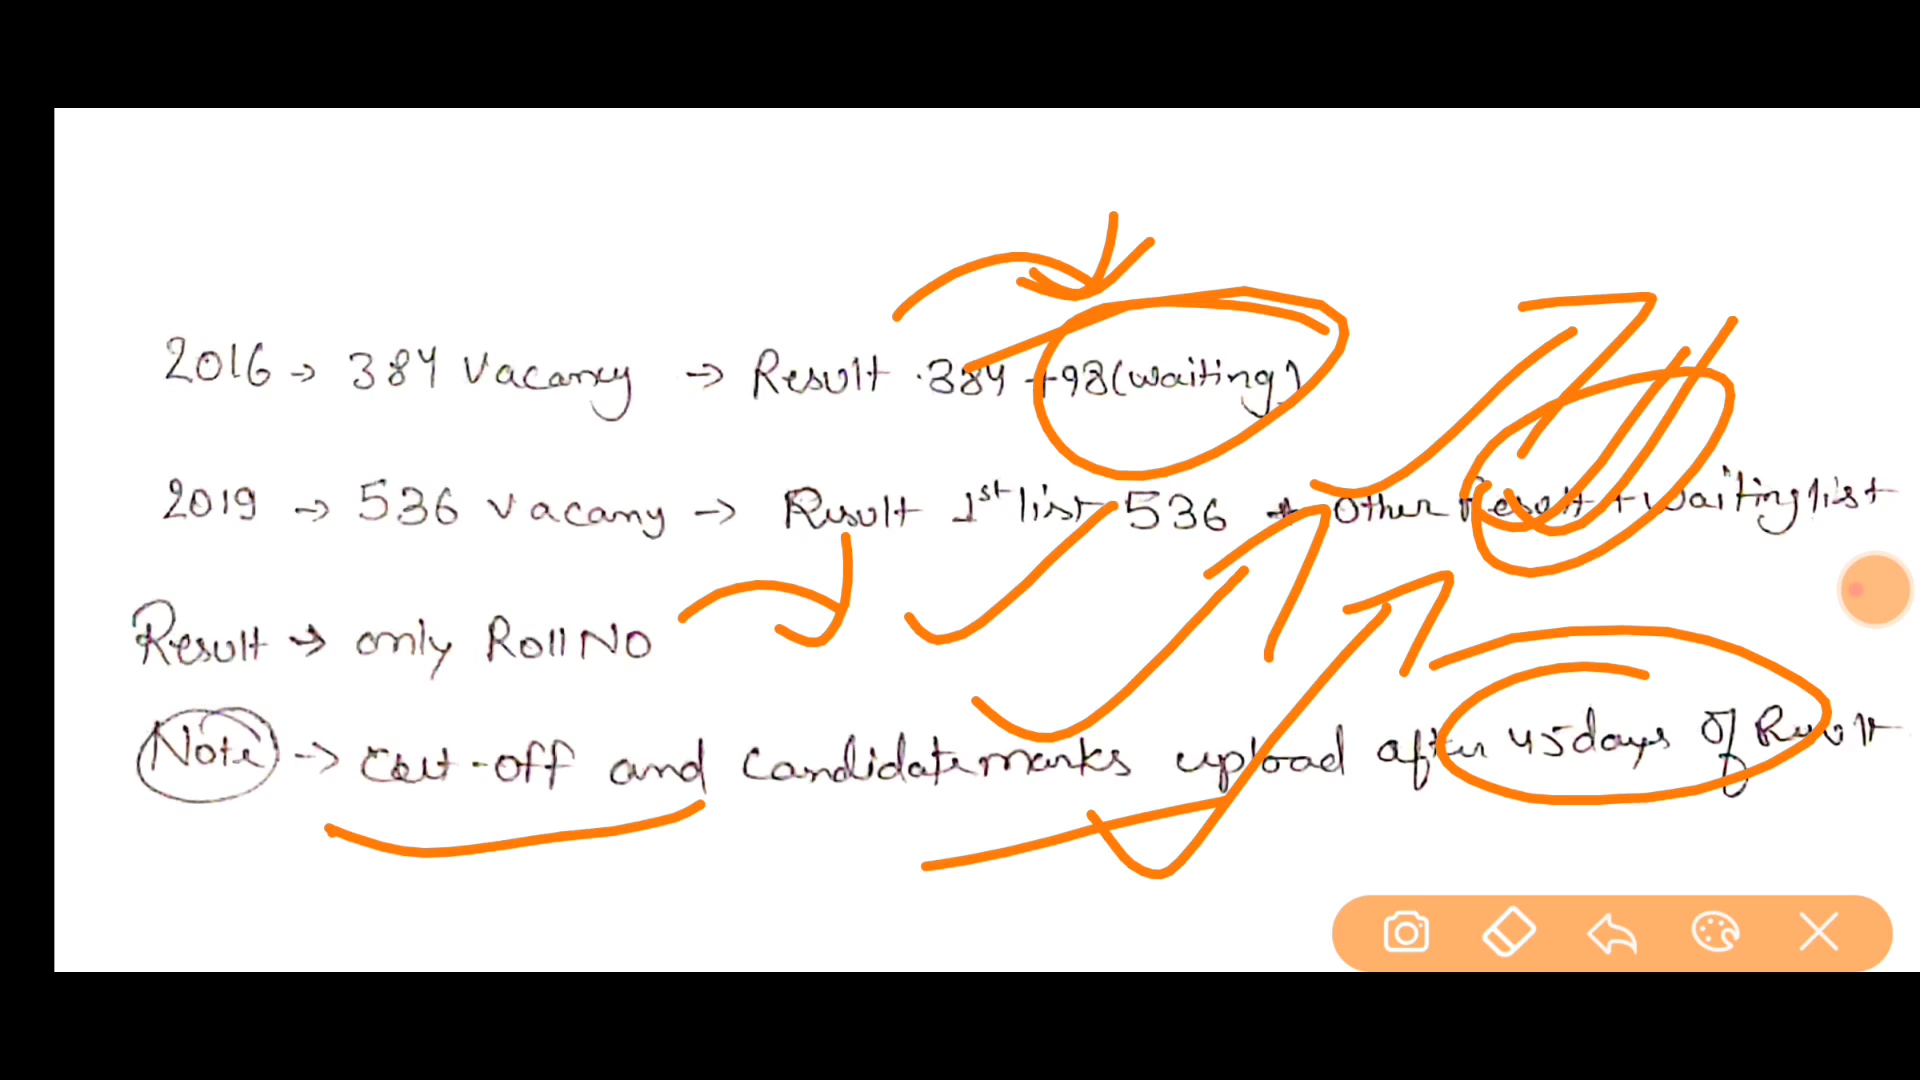 2016 → 384 Vacancy → Result . 384 + 98 (waiting)
2019 → 536 vacany → Result 1st list 536 + Other Result + Waiting list
Result → only Roll NO
Note → Cut-off and Candidate marks upload after 45 days of Result